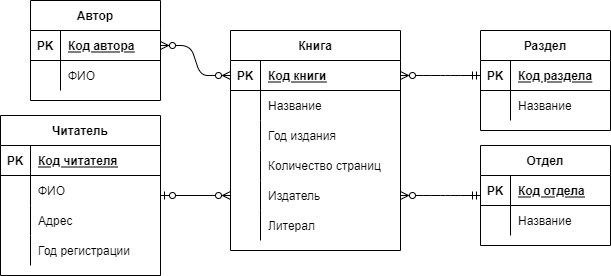 Автор
PK Код автора
ФИО
Читатель
PK Код читателя
ФИО
Адрес
Год регистрации
Книга
PK Код книги
Название
Год издания
Количество страниц
Издатель
Литерал
Раздел
PK Код раздела
Название
Отдел
PK Код отдела
Название